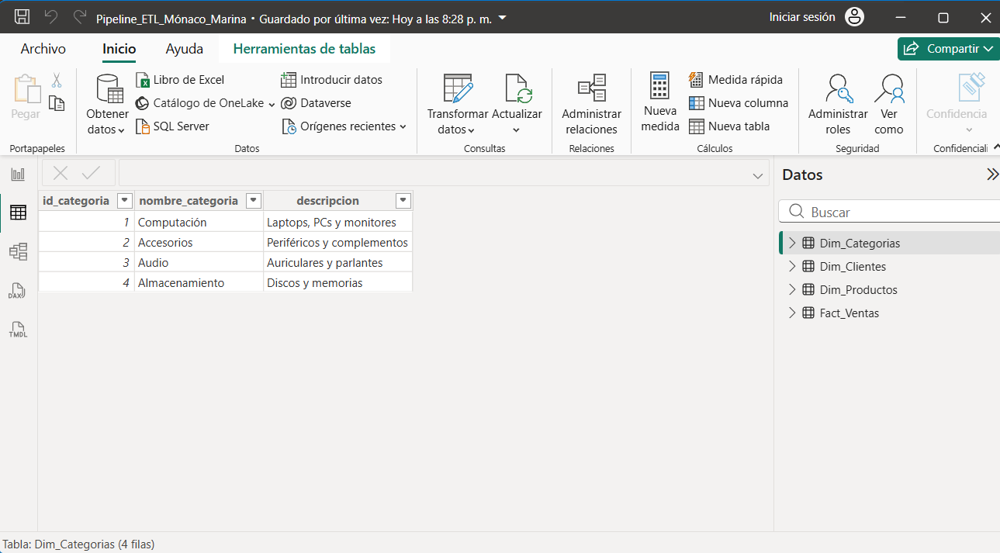 Pipeline_ETL_Mónaco_Marina • Guardado por última vez: Hoy a las 8:28 p. m.
Iniciar sesión
Archivo Inicio Ayuda Herramientas de tablas
Compartir
Pegar
Portapapeles
Obtener datos
Libro de Excel
Catálogo de OneLake
SQL Server
Introducir datos
Dataverse
Orígenes recientes
Datos
Transformar datos
Actualizar
Consultas
Administrar relaciones
Relaciones
Nueva medida
Medida rápida
Nueva columna
Nueva tabla
Cálculos
Administrar roles
Ver como
Seguridad
Confidencia
Confidenciali
DAX
TMDL
id_categoria nombre_categoria descripcion
1 Computación Laptops, PCs y monitores
2 Accesorios Periféricos y complementos
3 Audio Auriculares y parlantes
4 Almacenamiento Discos y memorias
Datos
Buscar
Dim_Categorias
Dim_Clientes
Dim_Productos
Fact_Ventas
Tabla: Dim_Categorias (4 filas)